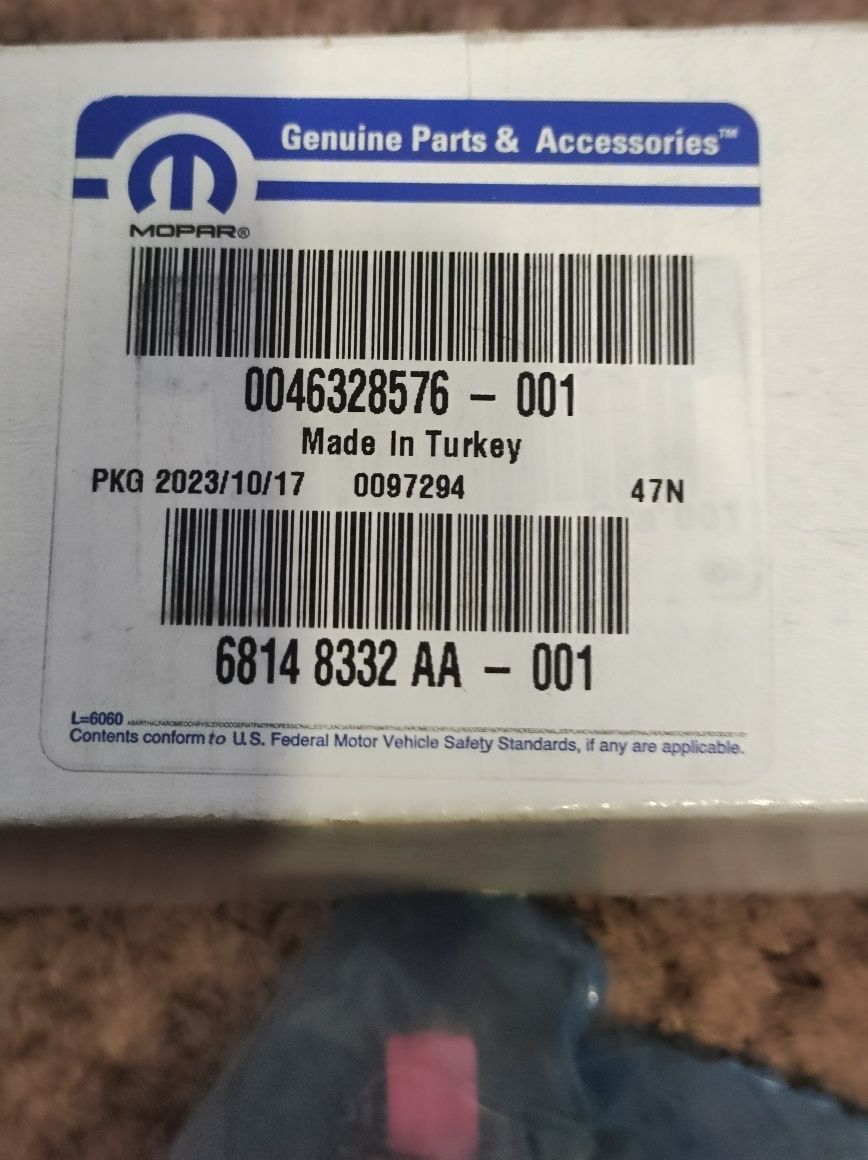 Genuine Parts & Accessories™
MOPAR®
0046328576 – 001
Made In Turkey
PKG 2023/10/17 0097294 47N
6814 8332 AA – 001
L=6060
Contents conform to U.S. Federal Motor Vehicle Safety Standards, if any are applicable.